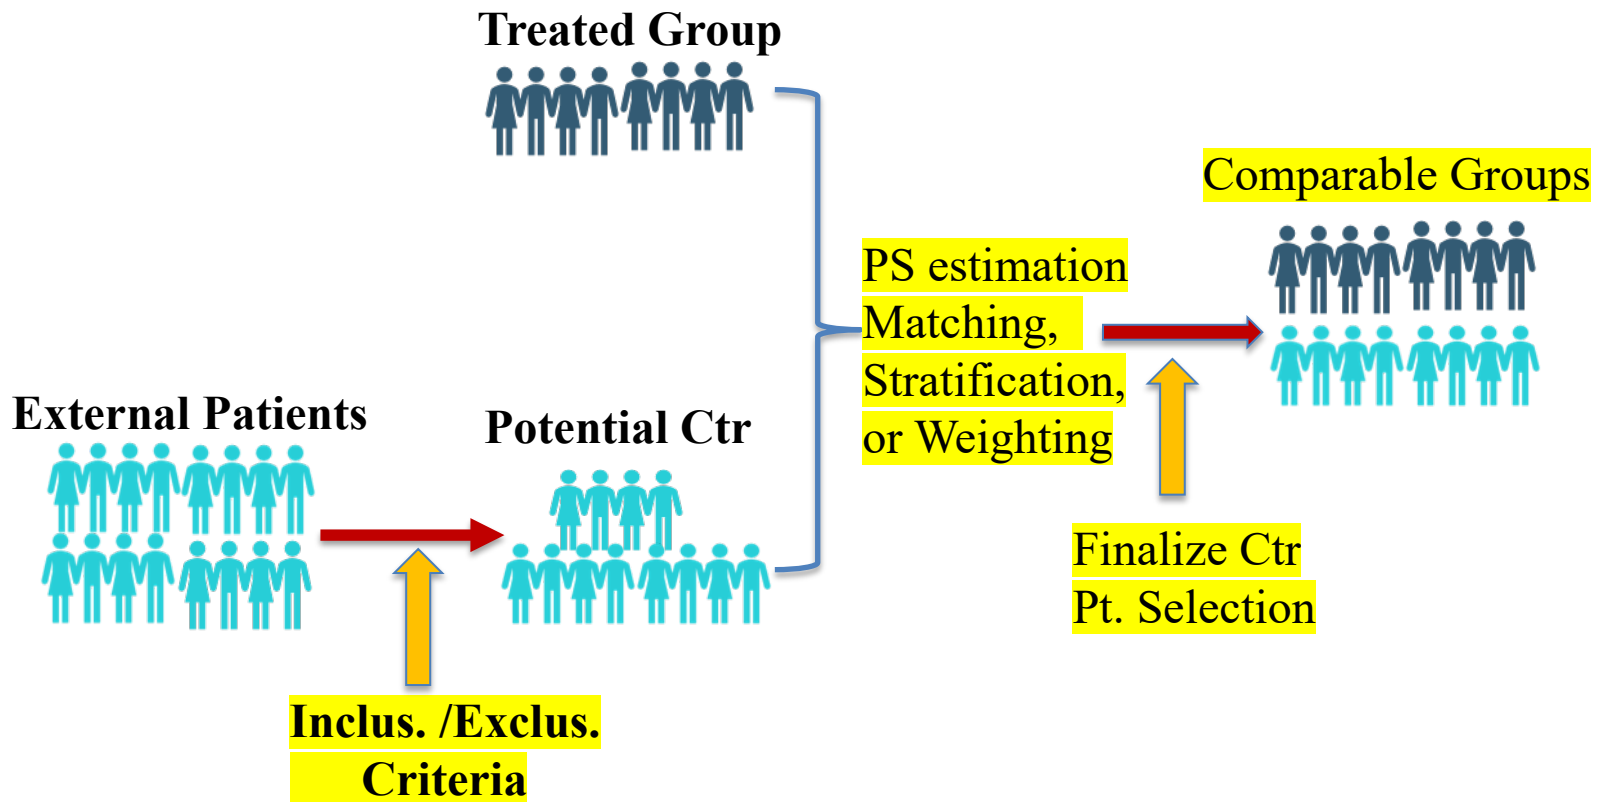 Treated Group
External Patients
Potential Ctr
Inclus. /Exclus.
Criteria
PS estimation
Matching,
Stratification,
or Weighting
Finalize Ctr
Pt. Selection
Comparable Groups